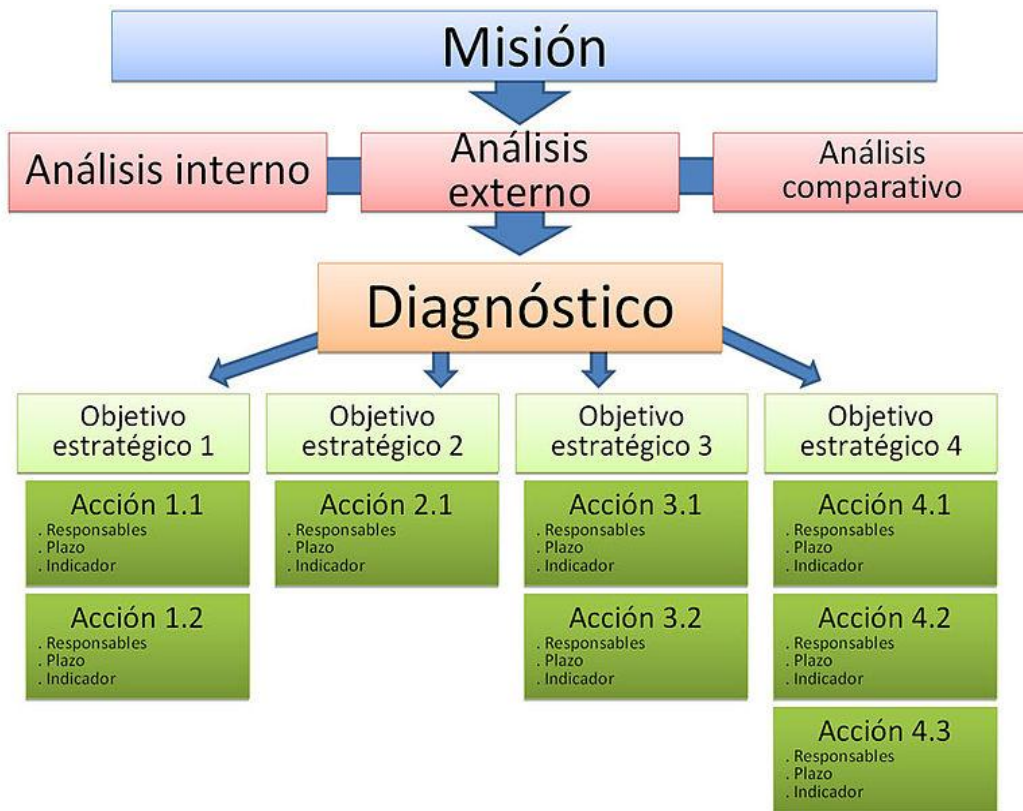 Misión
Análisis interno
Análisis
externo
Análisis
comparativo
Diagnóstico
Objetivo
estratégico 1
Acción 1.1
. Responsables
. Plazo
. Indicador
Acción 1.2
. Responsables
. Plazo
. Indicador
Objetivo
estratégico 2
Acción 2.1
. Responsables
. Plazo
. Indicador
Objetivo
estratégico 3
Acción 3.1
. Responsables
. Plazo
. Indicador
Acción 3.2
. Responsables
. Plazo
. Indicador
Objetivo
estratégico 4
Acción 4.1
. Responsables
. Plazo
. Indicador
Acción 4.2
. Responsables
. Plazo
. Indicador
Acción 4.3
. Responsables
. Plazo
. Indicador